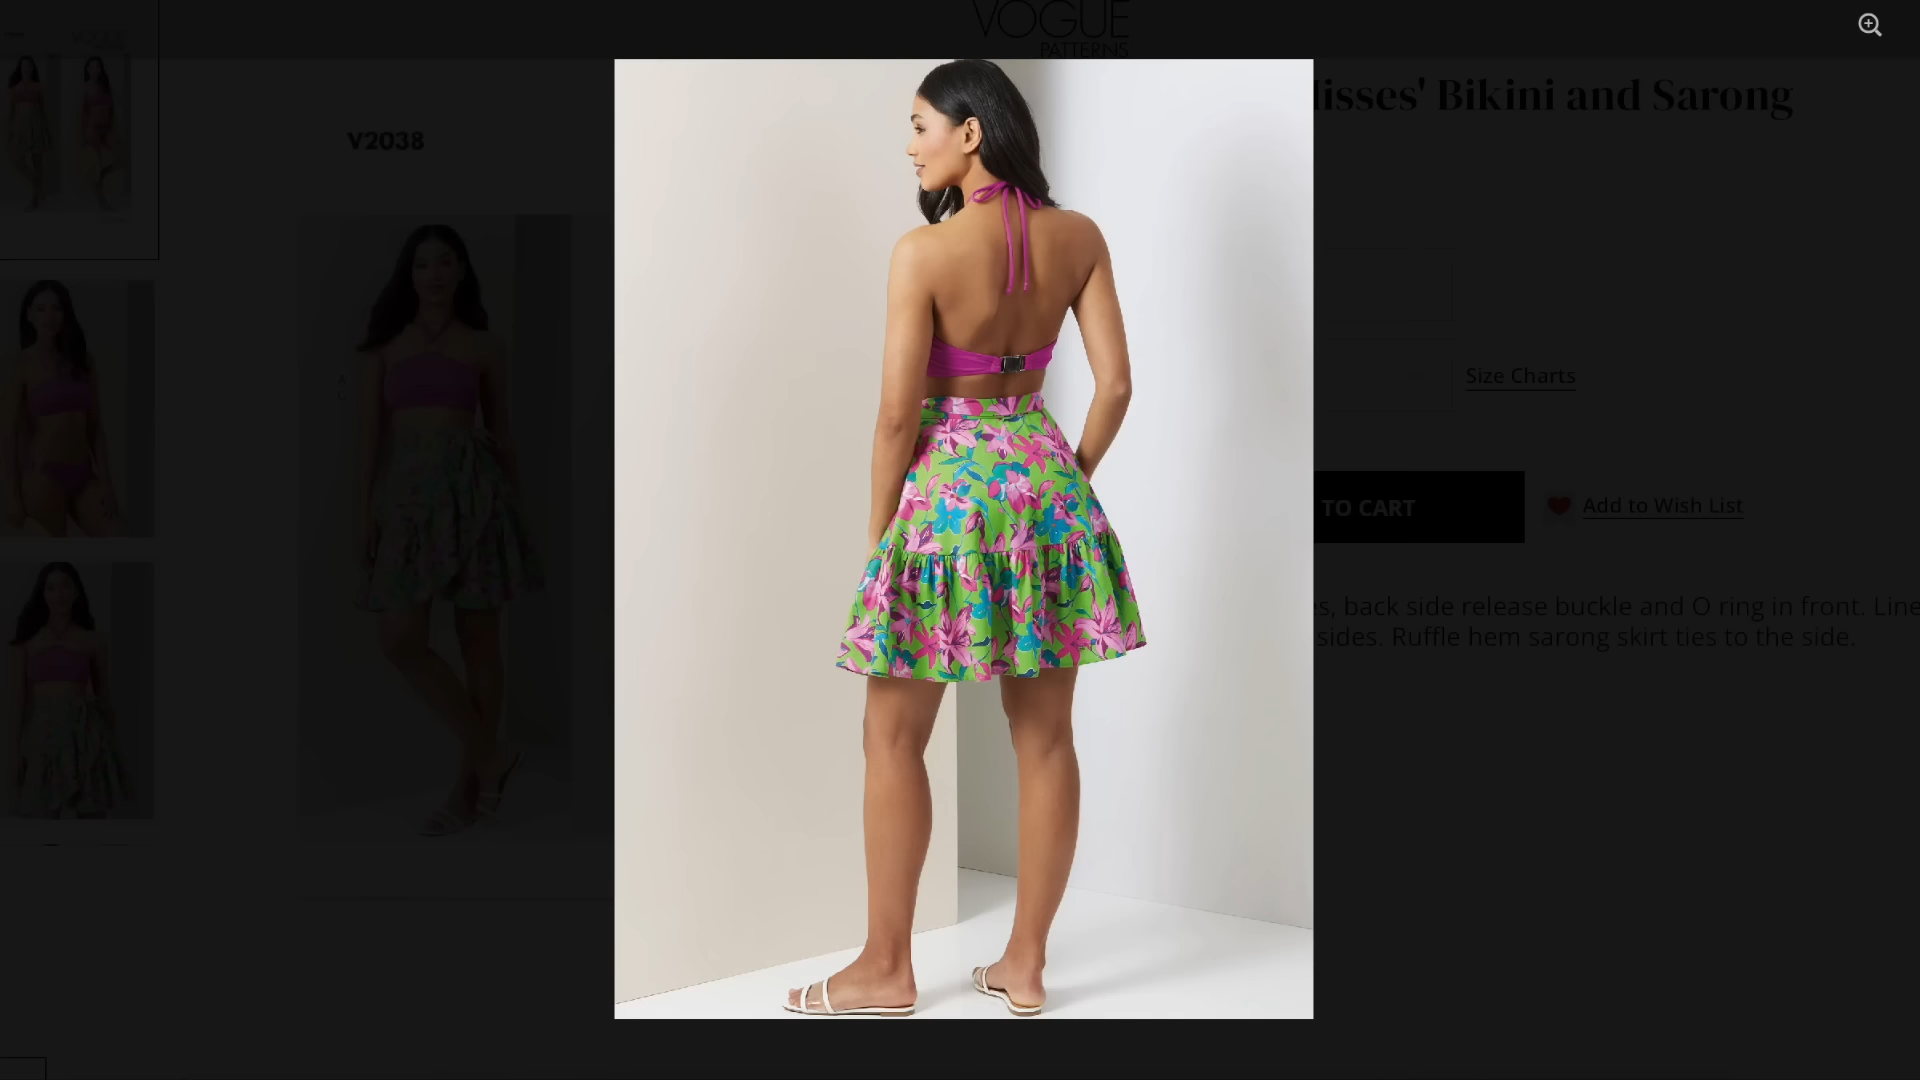 VOGUE
PATTERNS
Misses' Bikini and Sarong
V2038
Size Charts
TO CART
Add to Wish List
back side release buckle and O ring in front. Line
sides. Ruffle hem sarong skirt ties to the side.